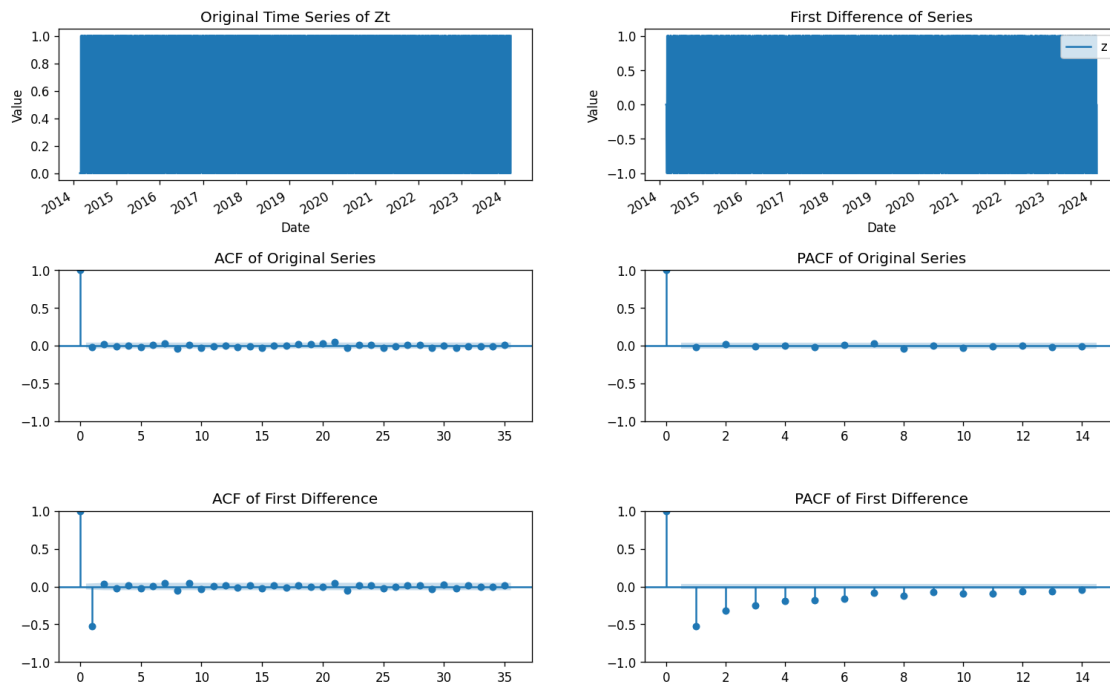 Original Time Series of Zt
1.0
0.8
0.6
0.4
0.2
0.0
Value
2014 2015 2016 2017 2018 2019 2020 2021 2022 2023 2024
Date
First Difference of Series
z
1.0
0.5
0.0
−0.5
−1.0
Value
2014 2015 2016 2017 2018 2019 2020 2021 2022 2023 2024
Date
ACF of Original Series
1.0
0.5
0.0
−0.5
−1.0
0 5 10 15 20 25 30 35
PACF of Original Series
1.0
0.5
0.0
−0.5
−1.0
0 2 4 6 8 10 12 14
ACF of First Difference
1.0
0.5
0.0
−0.5
−1.0
0 5 10 15 20 25 30 35
PACF of First Difference
1.0
0.5
0.0
−0.5
−1.0
0 2 4 6 8 10 12 14